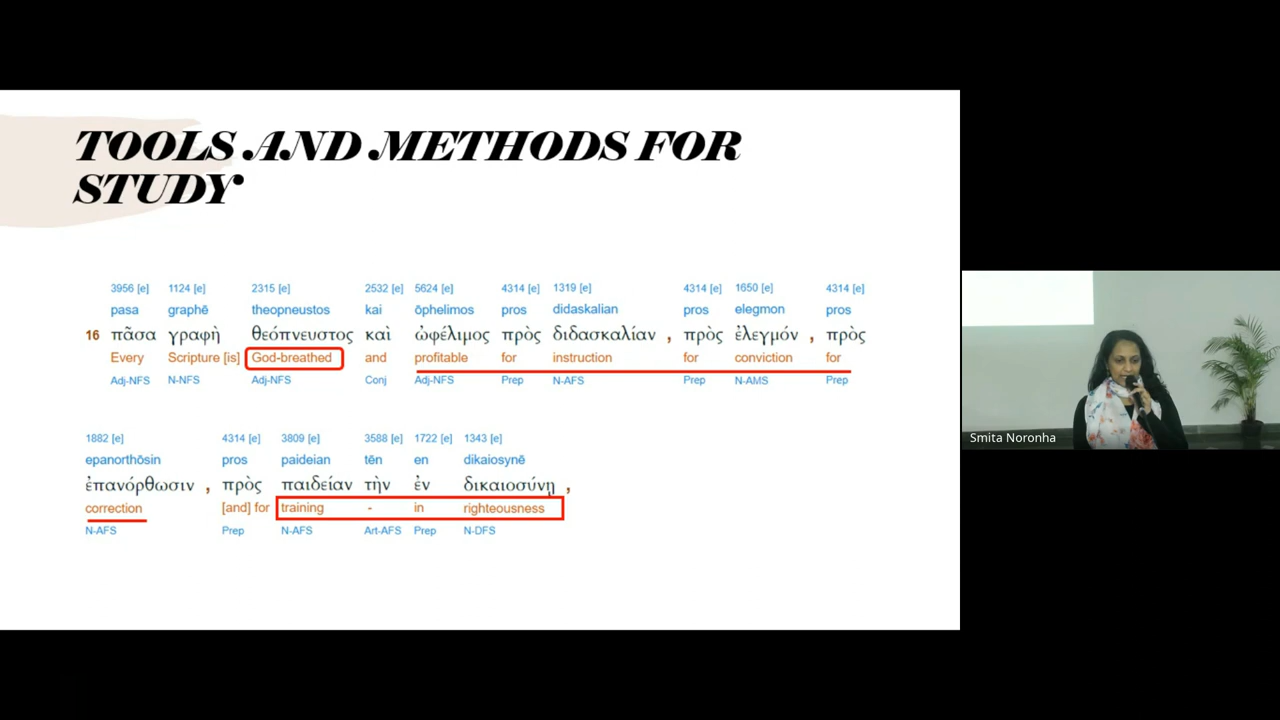 TOOLS AND METHODS FOR
STUDY
3956 [e] 1124 [e] 2315 [e] 2532 [e] 5624 [e] 4314 [e] 1319 [e] 4314 [e] 1650 [e] 4314 [e]
pasa graphē theopneustos kai ōphelimos pros didaskalian pros elegmon pros
16 πᾶσα γραφὴ θεόπνευστος καὶ ὠφέλιμος πρὸς διδασκαλίαν , πρὸς ἐλεγμόν , πρὸς
Every Scripture [is] God-breathed and profitable for instruction for conviction for
Adj-NFS N-NFS Adj-NFS Conj Adj-NFS Prep N-AFS Prep N-AMS Prep
1882 [e] 4314 [e] 3809 [e] 3588 [e] 1722 [e] 1343 [e]
epanorthōsin pros paideian tēn en dikaiosynē
ἐπανόρθωσιν , πρὸς παιδείαν τὴν ἐν δικαιοσύνῃ ,
correction [and] for training - in righteousness
N-AFS Prep N-AFS Art-AFS Prep N-DFS
Smita Noronha